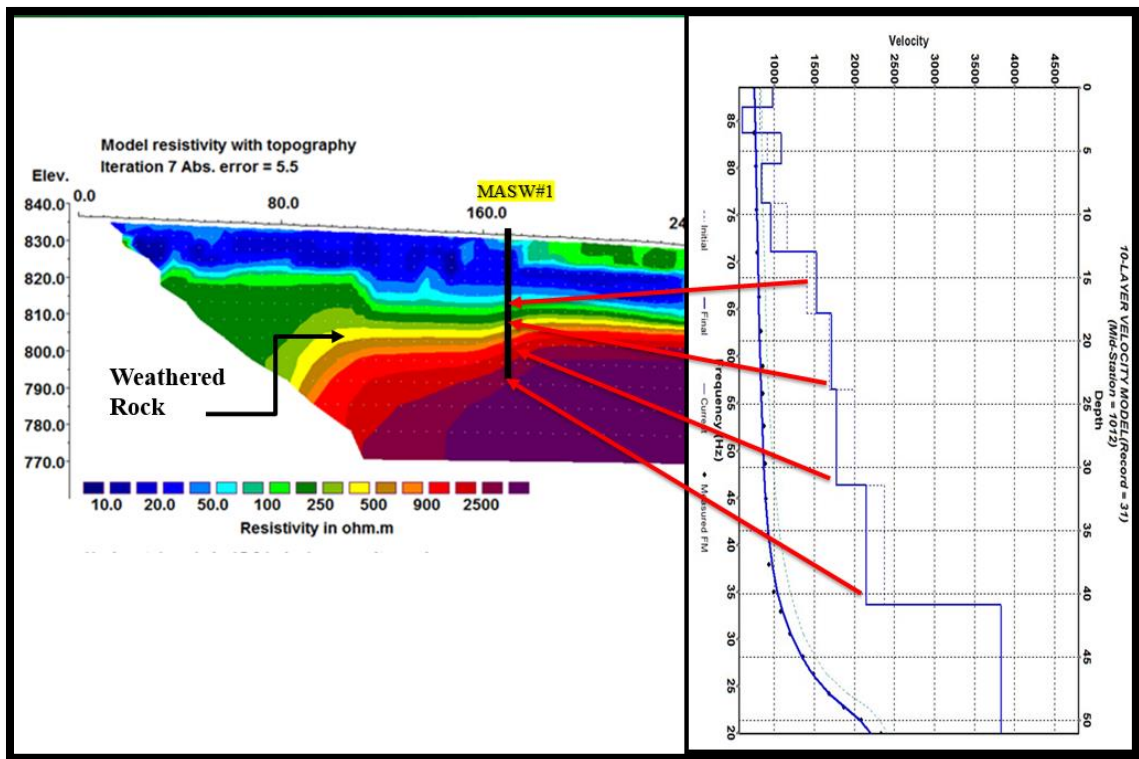 Model resistivity with topography
Iteration 7 Abs. error = 5.5
Elev.
0.0
80.0
160.0
24
MASW#1
840.0
830.0
820.0
810.0
800.0
790.0
780.0
770.0
Weathered
Rock
10.0 20.0 50.0 100 250 500 900 2500
Resistivity in ohm.m
Velocity
1000 1500 2000 2500 3000 3500 4000 4500
0
5
10
15
20
25
30
35
40
45
50
Depth
85
80
75
70
65
60
55
50
45
40
35
30
25
20
Frequency (Hz)
Initial
Final
Current
Measured FM
10-LAYER VELOCITY MODEL(Record = 31)
(Mid-Station = 1012)